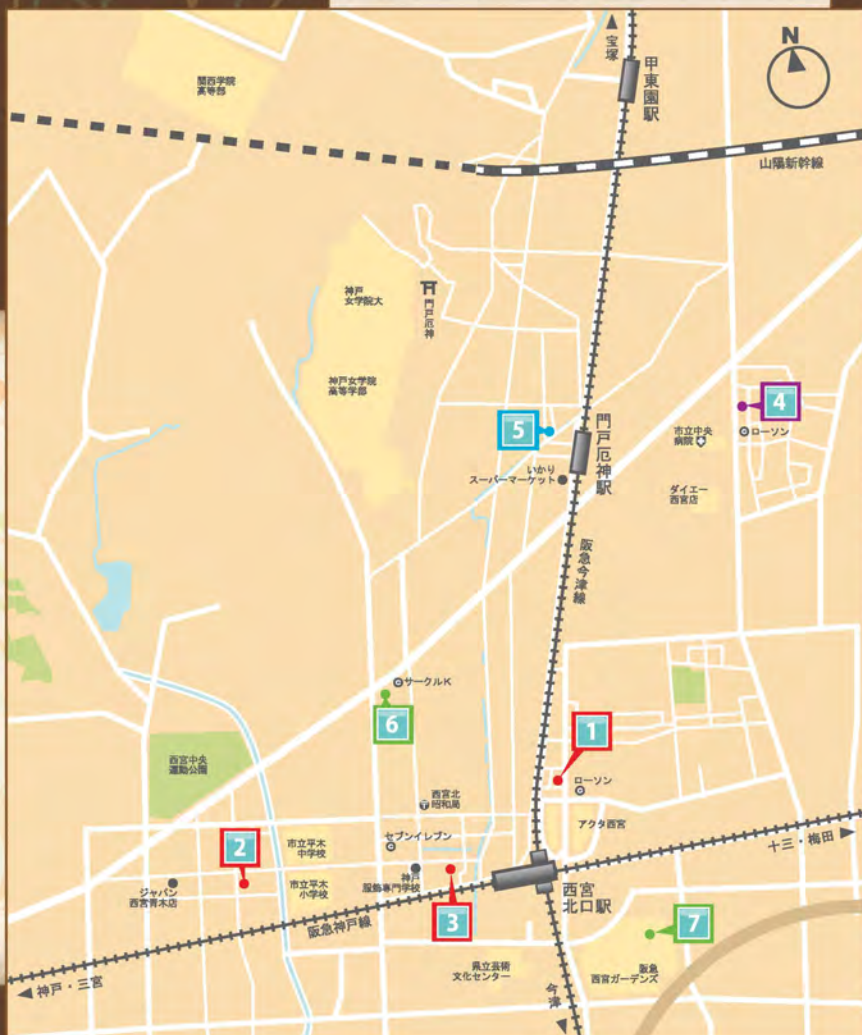 N
宝塚
甲東園駅
関西学院
高等部
山陽新幹線
神戸
女学院大
門戸厄神
神戸女学院
高等学部
4
5
門戸厄神駅
市立中央
病院
ローソン
いかり
スーパーマーケット
ダイエー
西宮店
阪急今津線
サークルK
6
1
西宮中央
運動公園
ローソン
西宮北
昭和局
アクタ西宮
セブンイレブン
2
市立平木
中学校
十三・梅田
市立平木
小学校
神戸
服飾専門学校
ジャパン
西宮青木店
西宮
北口駅
3
阪急神戸線
7
県立芸術
文化センター
阪急
西宮ガーデンズ
神戸・三宮
今津